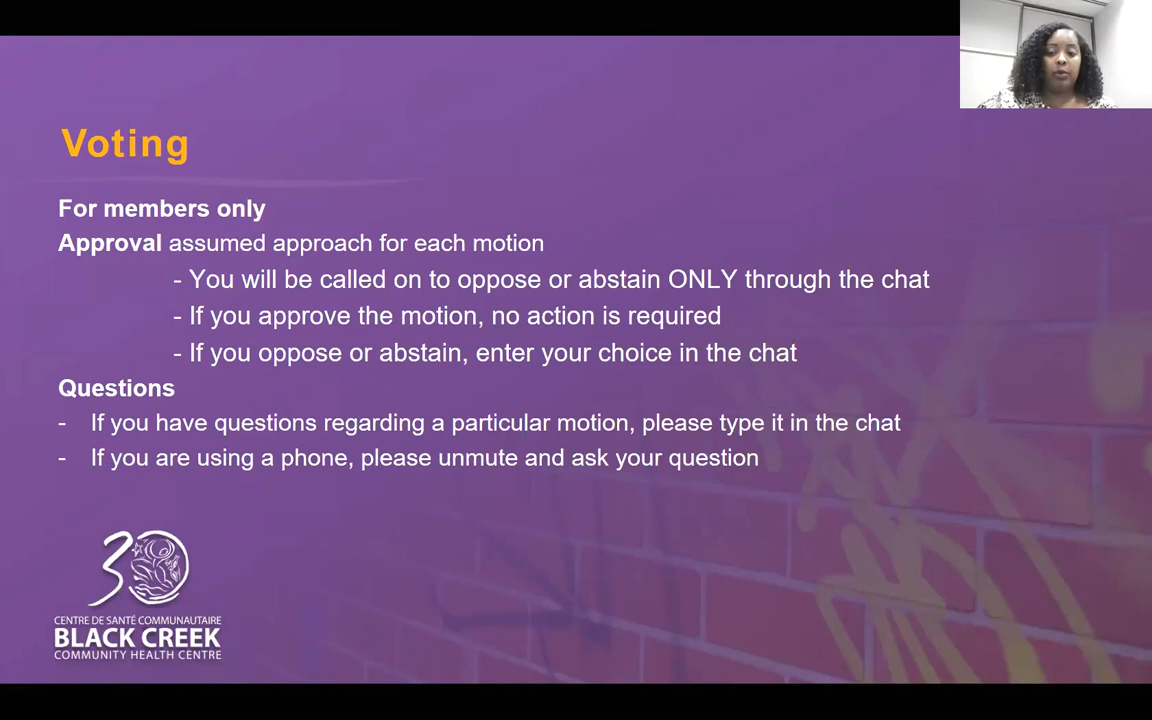 Voting
For members only
Approval assumed approach for each motion
- You will be called on to oppose or abstain ONLY through the chat
- If you approve the motion, no action is required
- If you oppose or abstain, enter your choice in the chat
Questions
- If you have questions regarding a particular motion, please type it in the chat
- If you are using a phone, please unmute and ask your question
30
CENTRE DE SANTÉ COMMUNAUTAIRE
BLACK CREEK
COMMUNITY HEALTH CENTRE